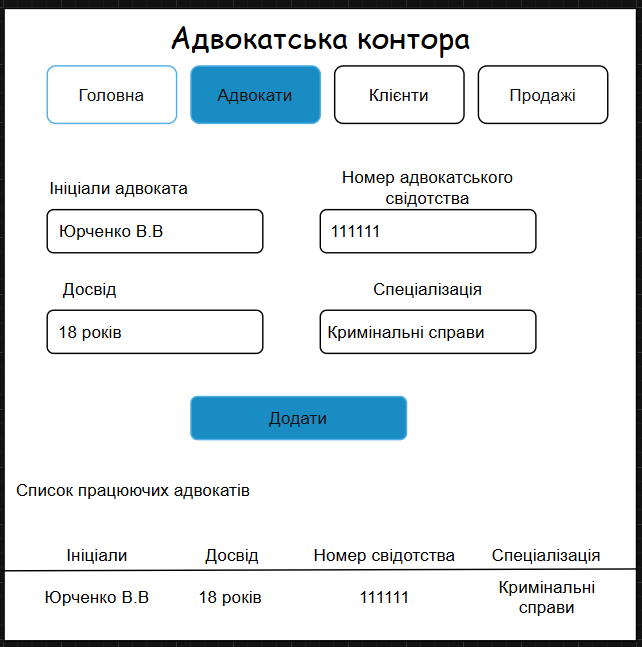 Адвокатська контора
Головна Адвокати Клієнти Продажі
Ініціали адвоката
Номер адвокатського
свідотства
Юрченко В.В
111111
Досвід
Спеціалізація
18 років
Кримінальні справи
Додати
Список працюючих адвокатів
Ініціали Досвід Номер свідотства Спеціалізація
Юрченко В.В 18 років 111111 Кримінальні
справи